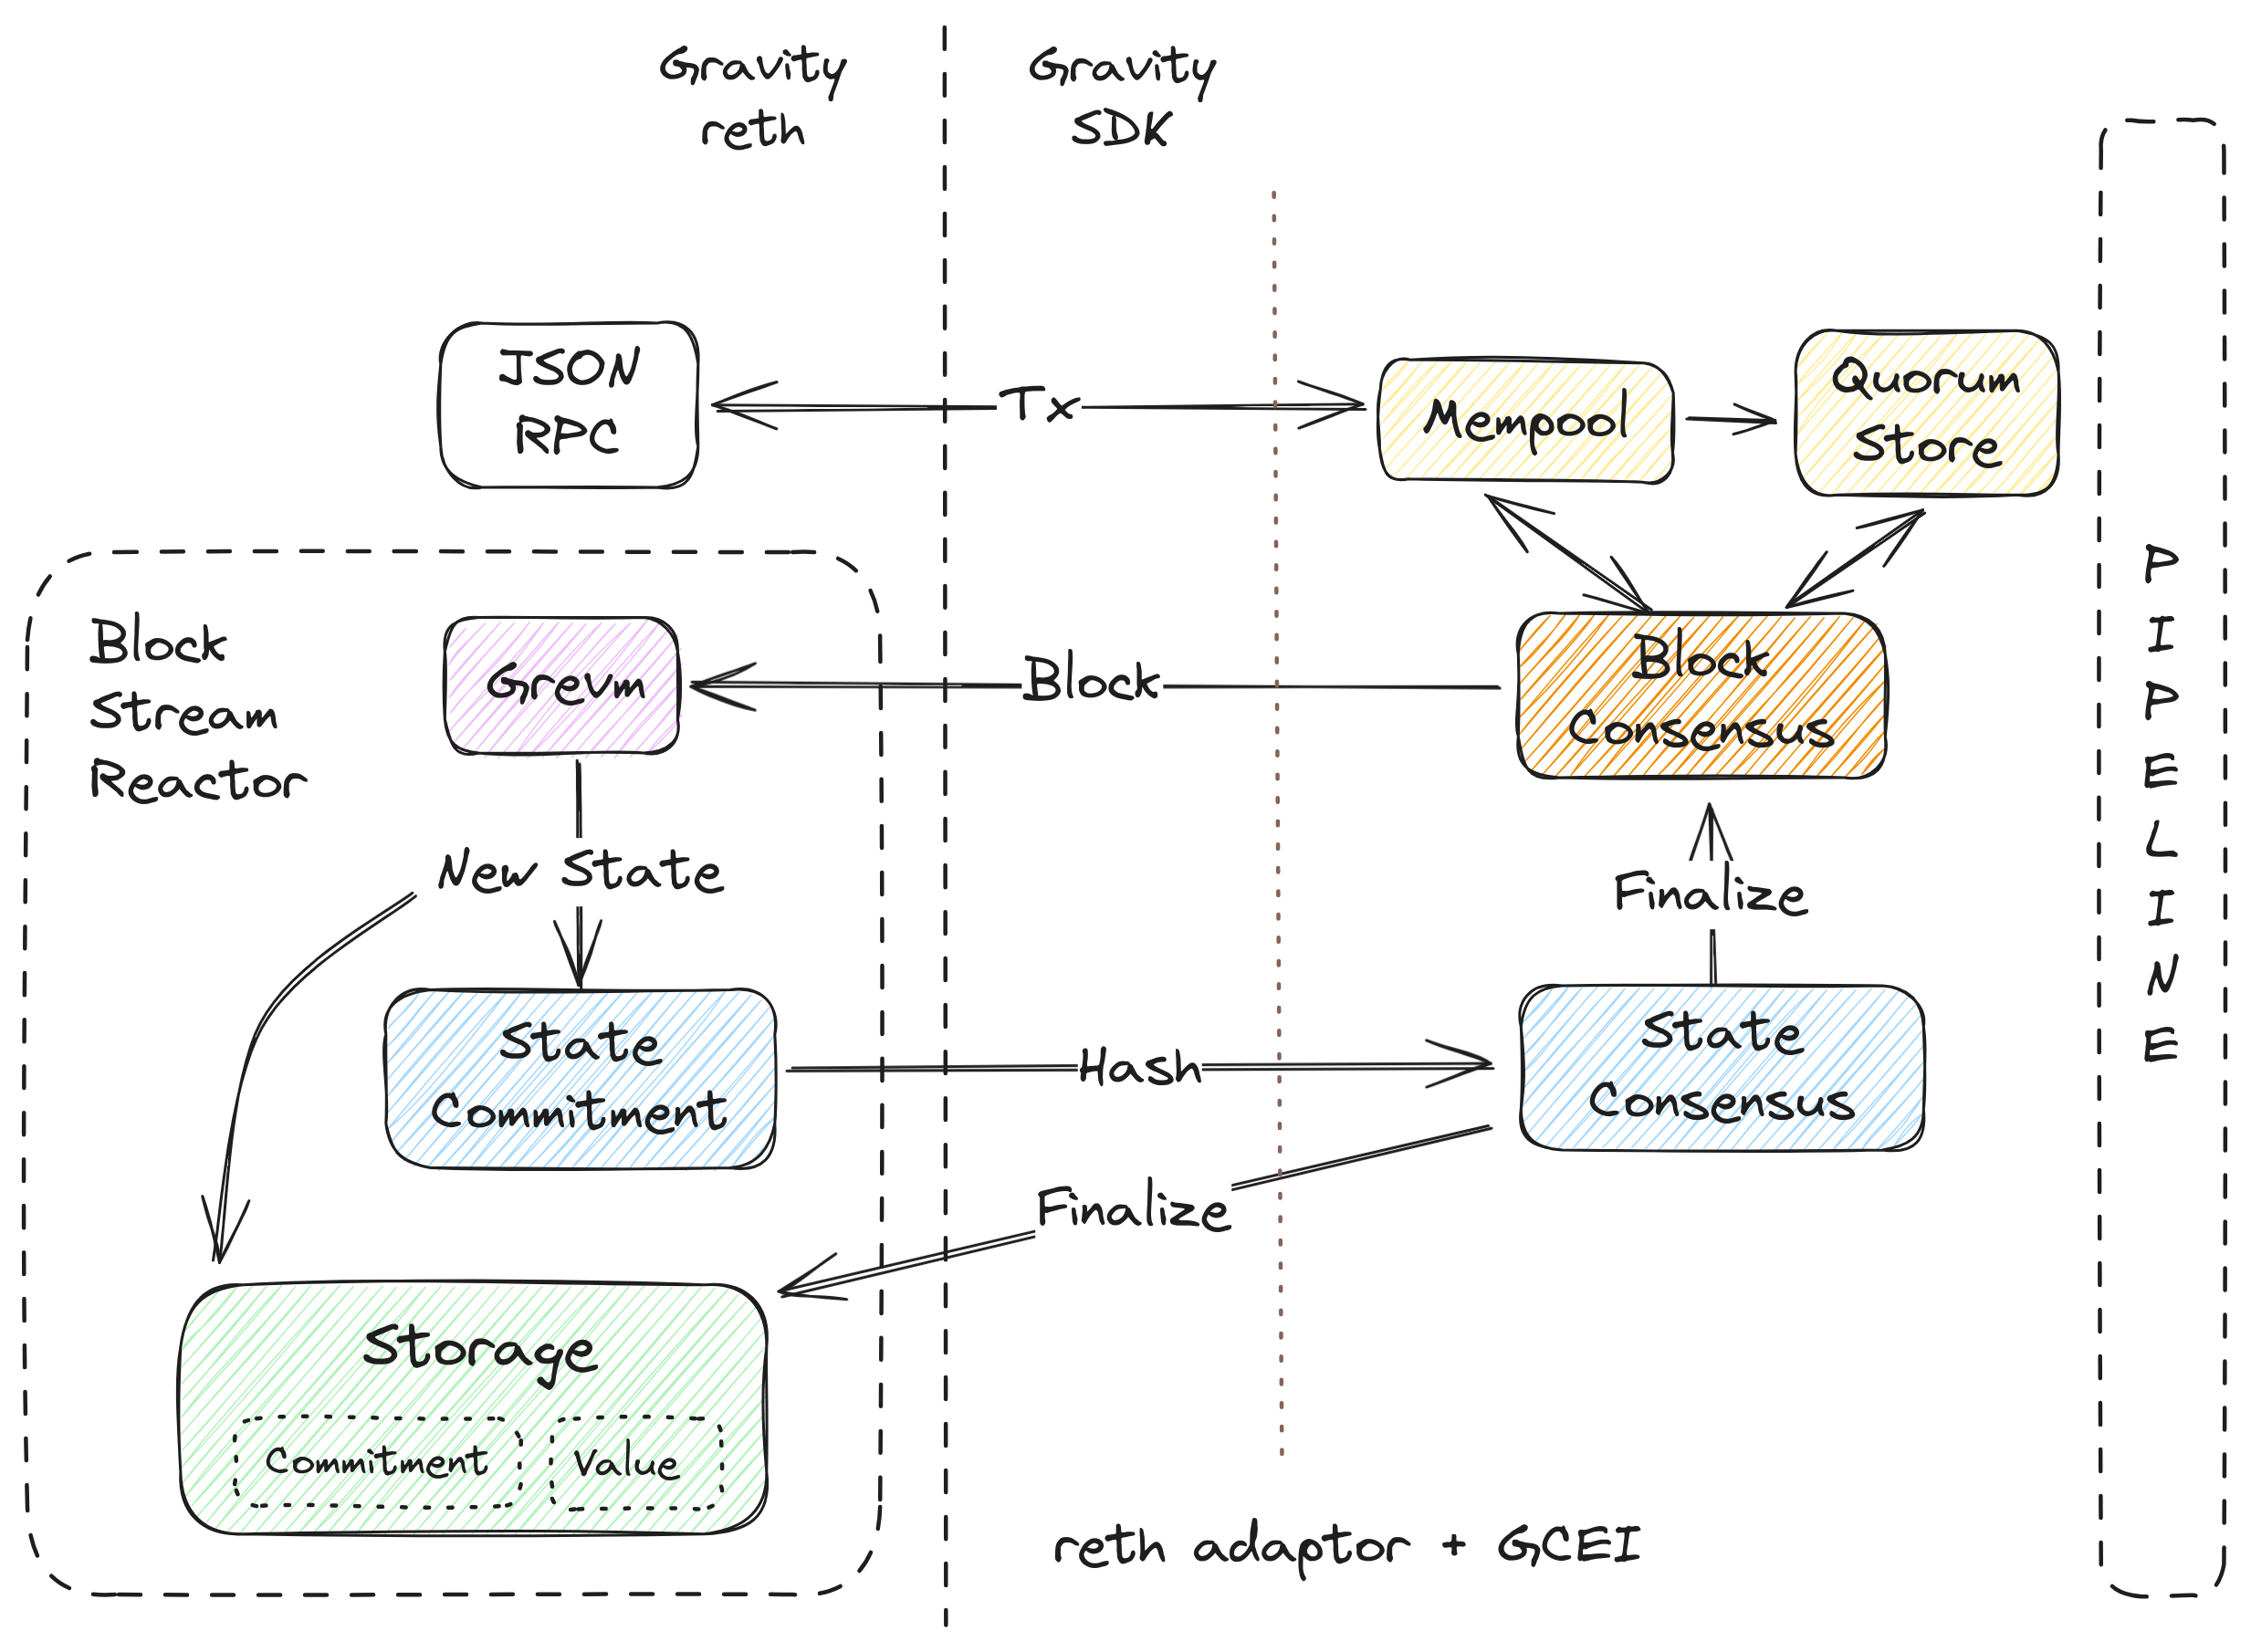 Gravity
reth
Gravity
SDK
JSON
RPC
Tx
Mempool
Quorum
Store
Block
Stream
Reactor
Grevm
Block
Block
Consensus
New State
Finalize
State
Commitment
Hash
State
Consensus
Finalize
Storage
Commitment
Value
reth adaptor + GCEI
P
I
P
E
L
I
N
E